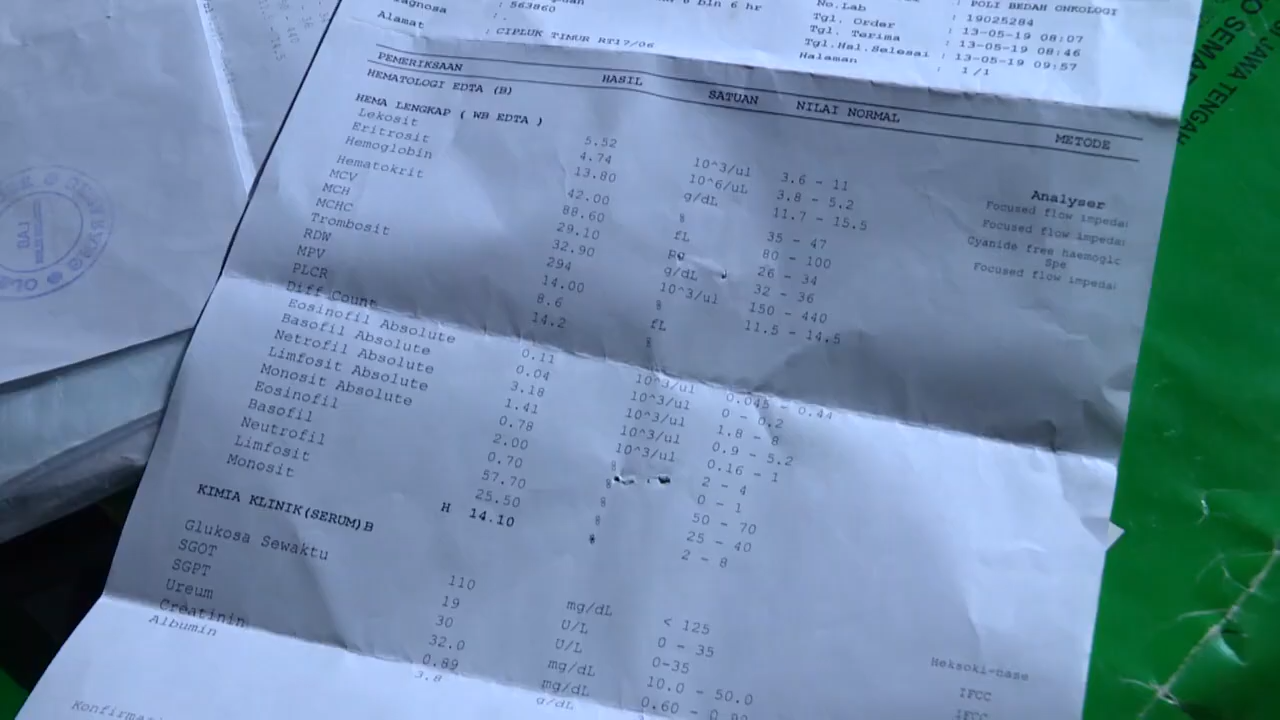 6 bln 6 hr
: 563860
: .
Alamat : CIPLUK TIMUR RT17/06
POLI BEDAH ONKOLOGI
No.Lab : 19025284
Tgl. Order : 13-05-19 08:07
Tgl. Terima : 13-05-19 08:46
Tgl.Hal.Selesai : 13-05-19 09:57
Halaman : 1/1
PEMERIKSAAN HASIL SATUAN NILAI NORMAL METODE
HEMATOLOGI EDTA (B)
HEMA LENGKAP ( WB EDTA ) Analyser
Lekosit 5.52 10^3/ul 3.6 - 11 Focused flow impeda:
Eritrosit 4.74 10^6/uL 3.8 - 5.2 Focused flow impeda:
Hemoglobin 13.80 g/dL 11.7 - 15.5 Cyanide free haemoglc
Spe
Hematokrit 42.00 % 35 - 47 Focused flow impeda:
MCV 88.60 fL 80 - 100
MCH 29.10 pg 26 - 34
MCHC 32.90 g/dL 32 - 36
Trombosit 294 10^3/ul 150 - 440
RDW 14.00 % 11.5 - 14.5
MPV 8.6 fL
PLCR 14.2 %
Diff Count
Eosinofil Absolute 0.11 10^3/ul 0.045 - 0.44
Basofil Absolute 0.04 10^3/ul 0 - 0.2
Netrofil Absolute 3.18 10^3/ul 1.8 - 8
Limfosit Absolute 1.41 10^3/ul 0.9 - 5.2
Monosit Absolute 0.78 10^3/ul 0.16 - 1
Eosinofil 2.00 % 2 - 4
Basofil 0.70 % 0 - 1
Neutrofil 57.70 % 50 - 70
Limfosit 25.50 % 25 - 40
Monosit H 14.10 % 2 - 8
KIMIA KLINIK(SERUM)B
Glukosa Sewaktu 110 mg/dL < 125 Heksoki-nase
SGOT 19 U/L 0 - 35 IFCC
SGPT 30 U/L 0-35 IFCC
Ureum 32.0 mg/dL 10.0 - 50.0
Creatinin 0.89 mg/dL 0.60 -
Albumin 3.8 g/dL
JAWA TENGAH
LAB